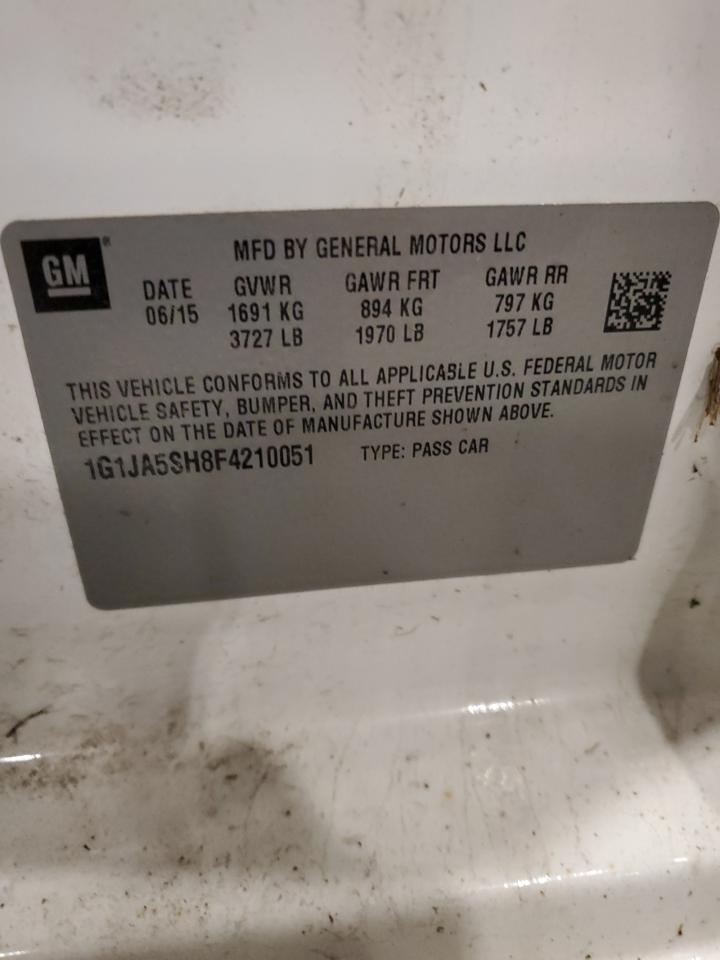 GM®
MFD BY GENERAL MOTORS LLC
DATE GVWR GAWR FRT GAWR RR
06/15 1691 KG 894 KG 797 KG
3727 LB 1970 LB 1757 LB
THIS VEHICLE CONFORMS TO ALL APPLICABLE U.S. FEDERAL MOTOR
VEHICLE SAFETY, BUMPER, AND THEFT PREVENTION STANDARDS IN
EFFECT ON THE DATE OF MANUFACTURE SHOWN ABOVE.
1G1JA5SH8F4210051 TYPE: PASS CAR